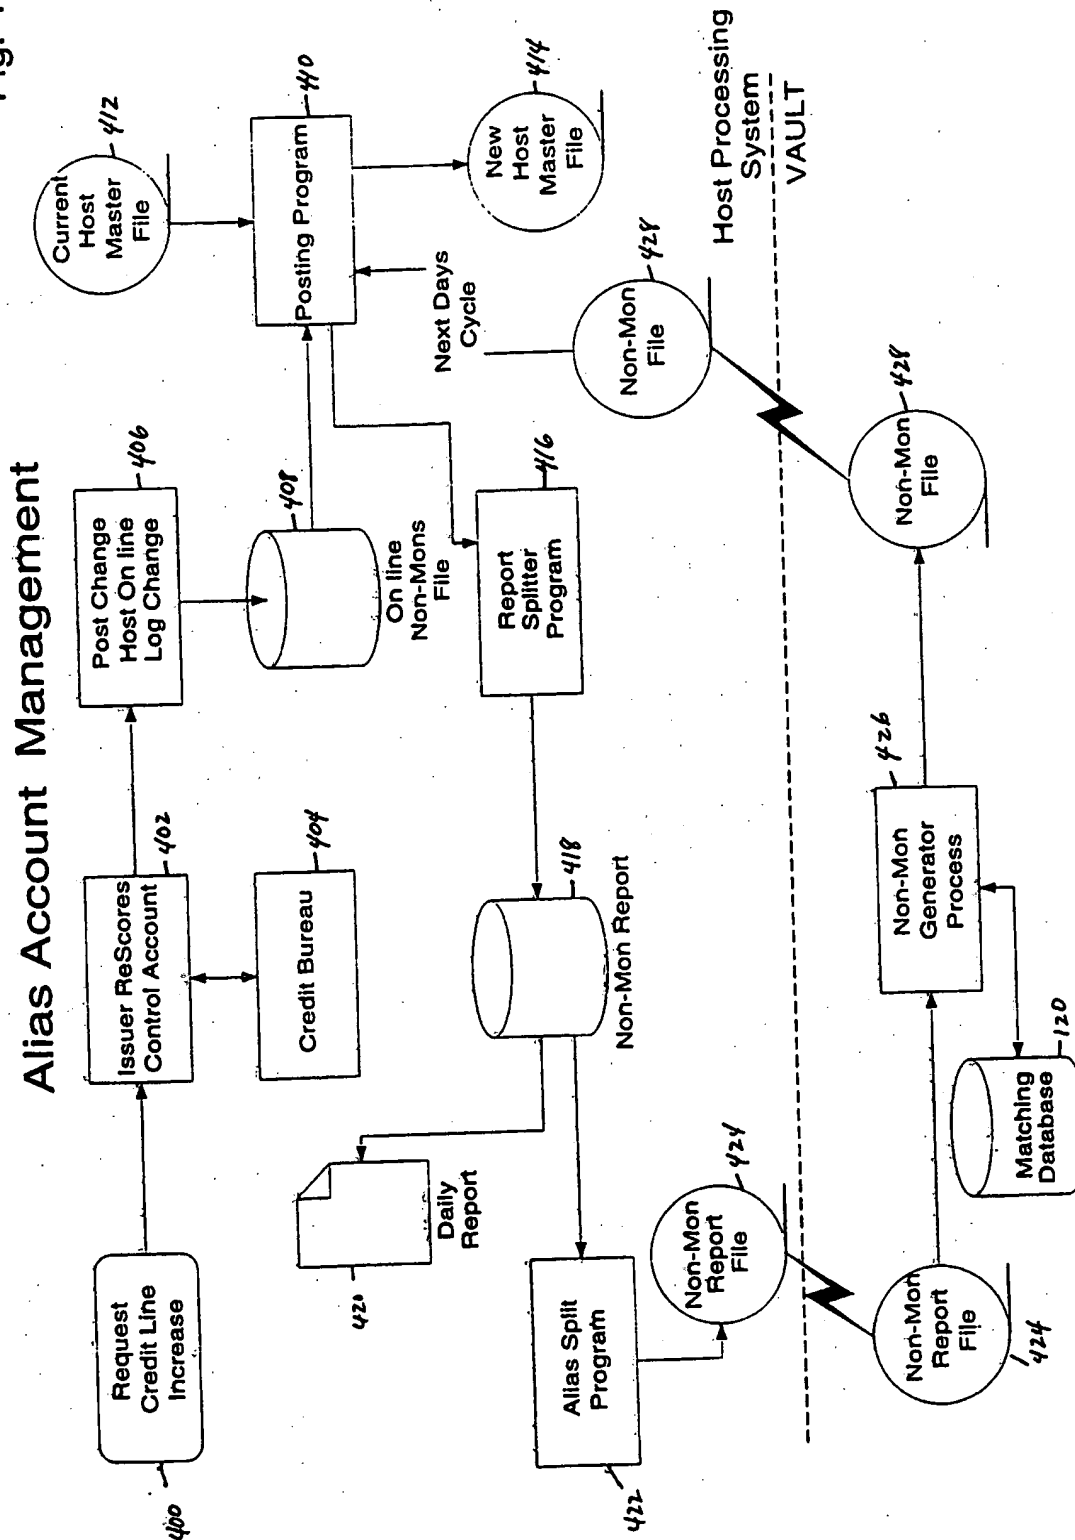 Fig.
Alias Account Management
Request
Credit Line
Increase
400
Issuer ReScores
Control Account
402
Credit Bureau
404
Post Change
Host On line
Log Change
406
408
On line
Non-Mons
File
Current
Host
Master
File
412
Posting Program
410
New
Host
Master
File
414
Next Days
Cycle
Report
Splitter
Program
416
418
Non-Mon Report
Daily
Report
420
Alias Split
Program
422
Non-Mon
Report
File
424
Non-Mon
File
428
Host Processing
System
VAULT
Non-Mon
Report
File
424
Matching
Database
120
Non-Mon
Generator
Process
426
Non-Mon
File
428